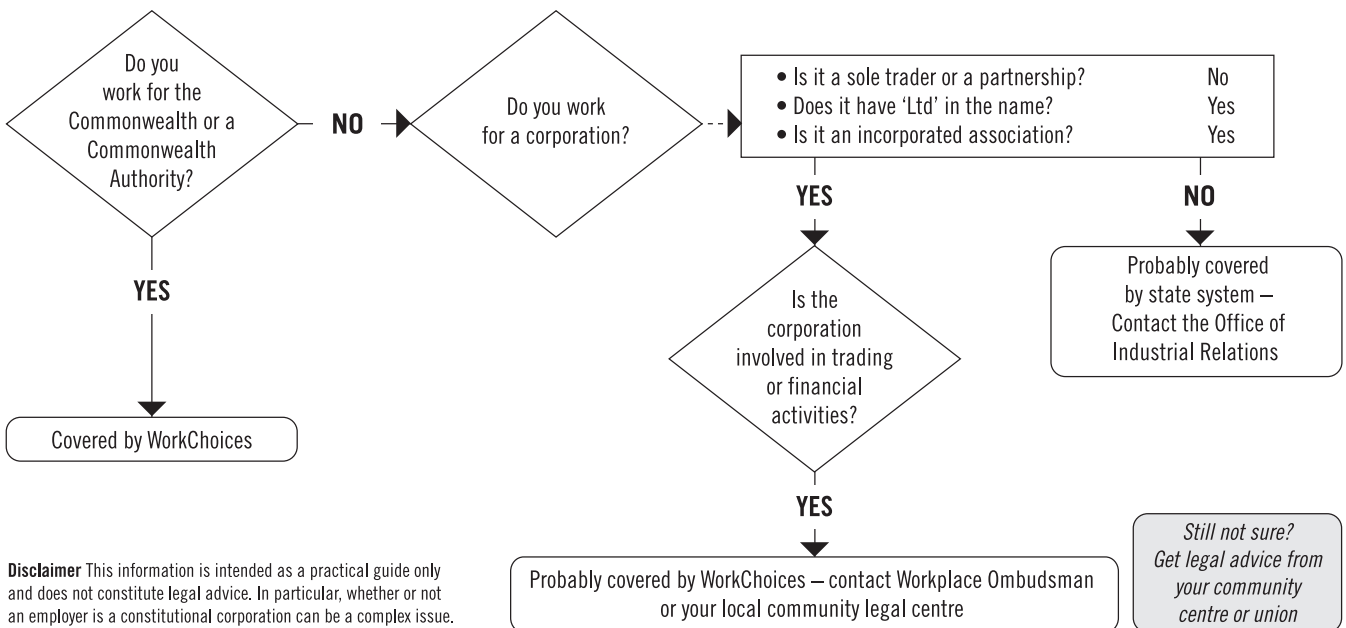 Do you
work for the
Commonwealth or a
Commonwealth
Authority?
NO
Do you work
for a corporation?
• Is it a sole trader or a partnership? No
• Does it have ‘Ltd’ in the name? Yes
• Is it an incorporated association? Yes
YES
NO
YES
Covered by WorkChoices
Is the
corporation
involved in trading
or financial
activities?
Probably covered
by state system –
Contact the Office of
Industrial Relations
YES
Probably covered by WorkChoices – contact Workplace Ombudsman
or your local community legal centre
Still not sure?
Get legal advice from
your community
centre or union
Disclaimer This information is intended as a practical guide only
and does not constitute legal advice. In particular, whether or not
an employer is a constitutional corporation can be a complex issue.